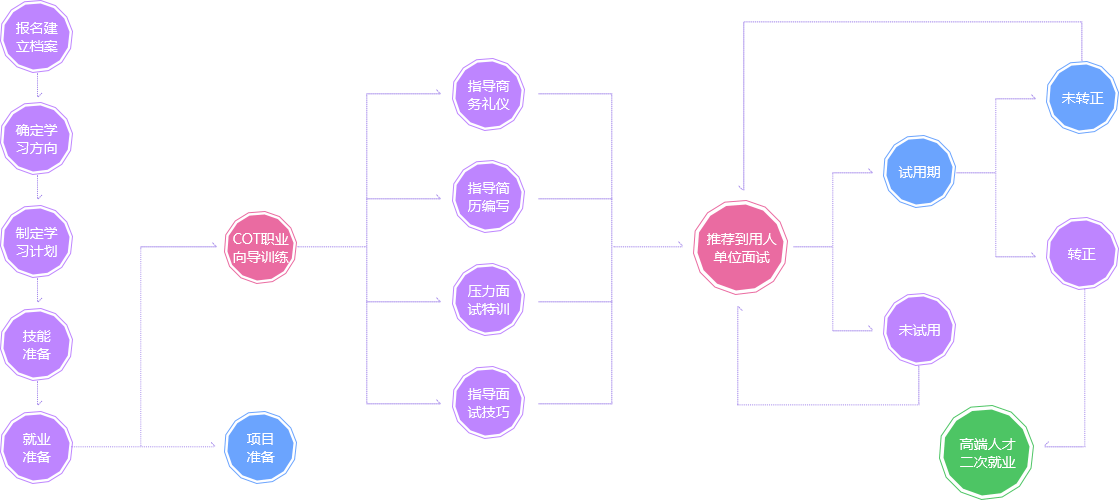 报名建
立档案
确定学
习方向
制定学
习计划
技能
准备
就业
准备
COT职业
向导训练
项目
准备
指导商
务礼仪
指导简
历编写
压力面
试特训
指导面
试技巧
推荐到用人
单位面试
试用期
未试用
未转正
转正
高端人才
二次就业